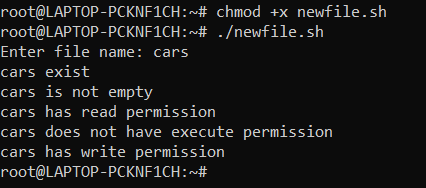 root@LAPTOP-PCKNF1CH:~# chmod +x newfile.sh
root@LAPTOP-PCKNF1CH:~# ./newfile.sh
Enter file name: cars
cars exist
cars is not empty
cars has read permission
cars does not have execute permission
cars has write permission
root@LAPTOP-PCKNF1CH:~#